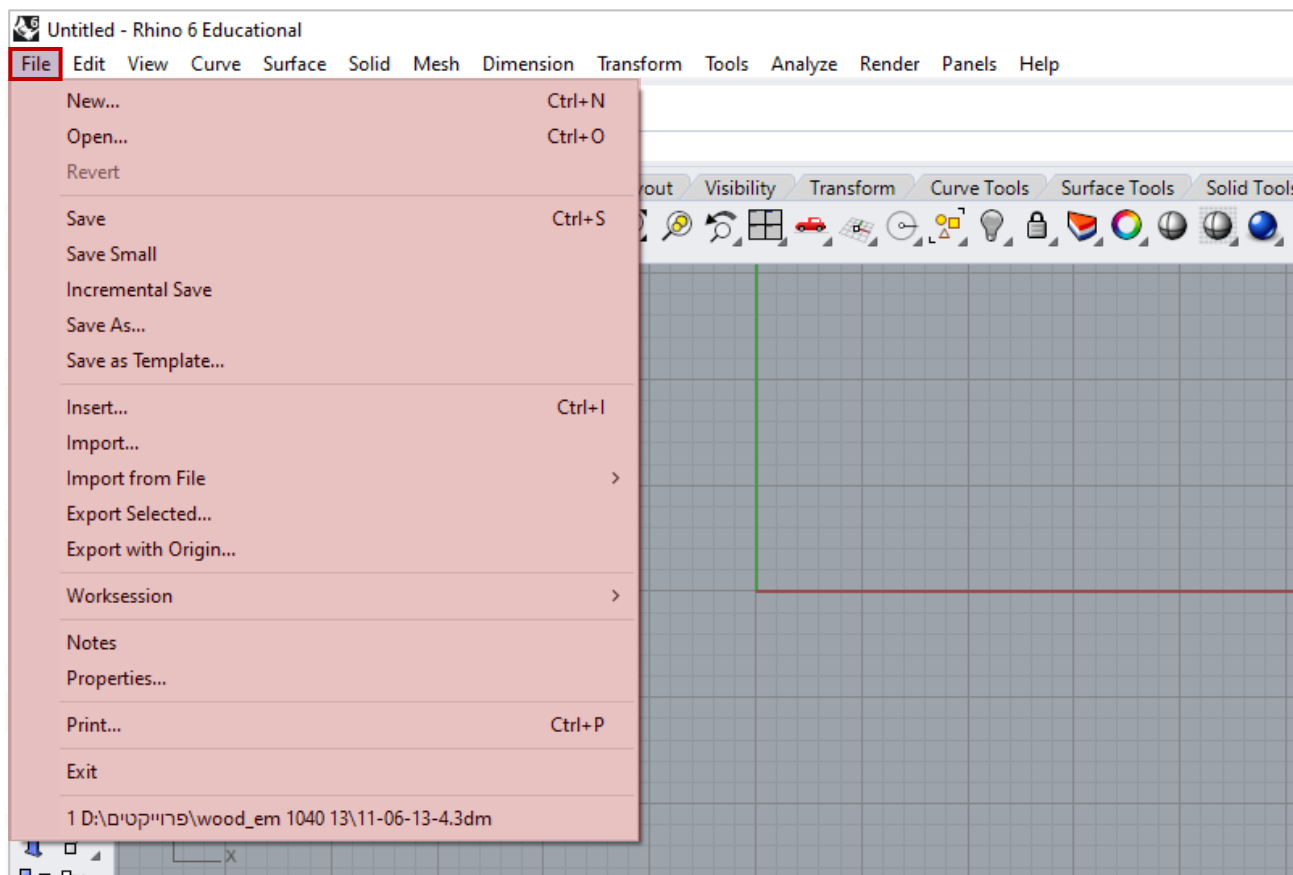 Untitled - Rhino 6 Educational
File Edit View Curve Surface Solid Mesh Dimension Transform Tools Analyze Render Panels Help
New... Ctrl+N
Open... Ctrl+O
Revert
Visibility Transform Curve Tools Surface Tools Solid Tools
Save Ctrl+S
Save Small
Incremental Save
Save As...
Save as Template...
Insert... Ctrl+I
Import...
Import from File
Export Selected...
Export with Origin...
Worksession
Notes
Properties...
Print... Ctrl+P
Exit
1 D:\פרוייקטים\wood_em 1040 13\11-06-13-4.3dm
x